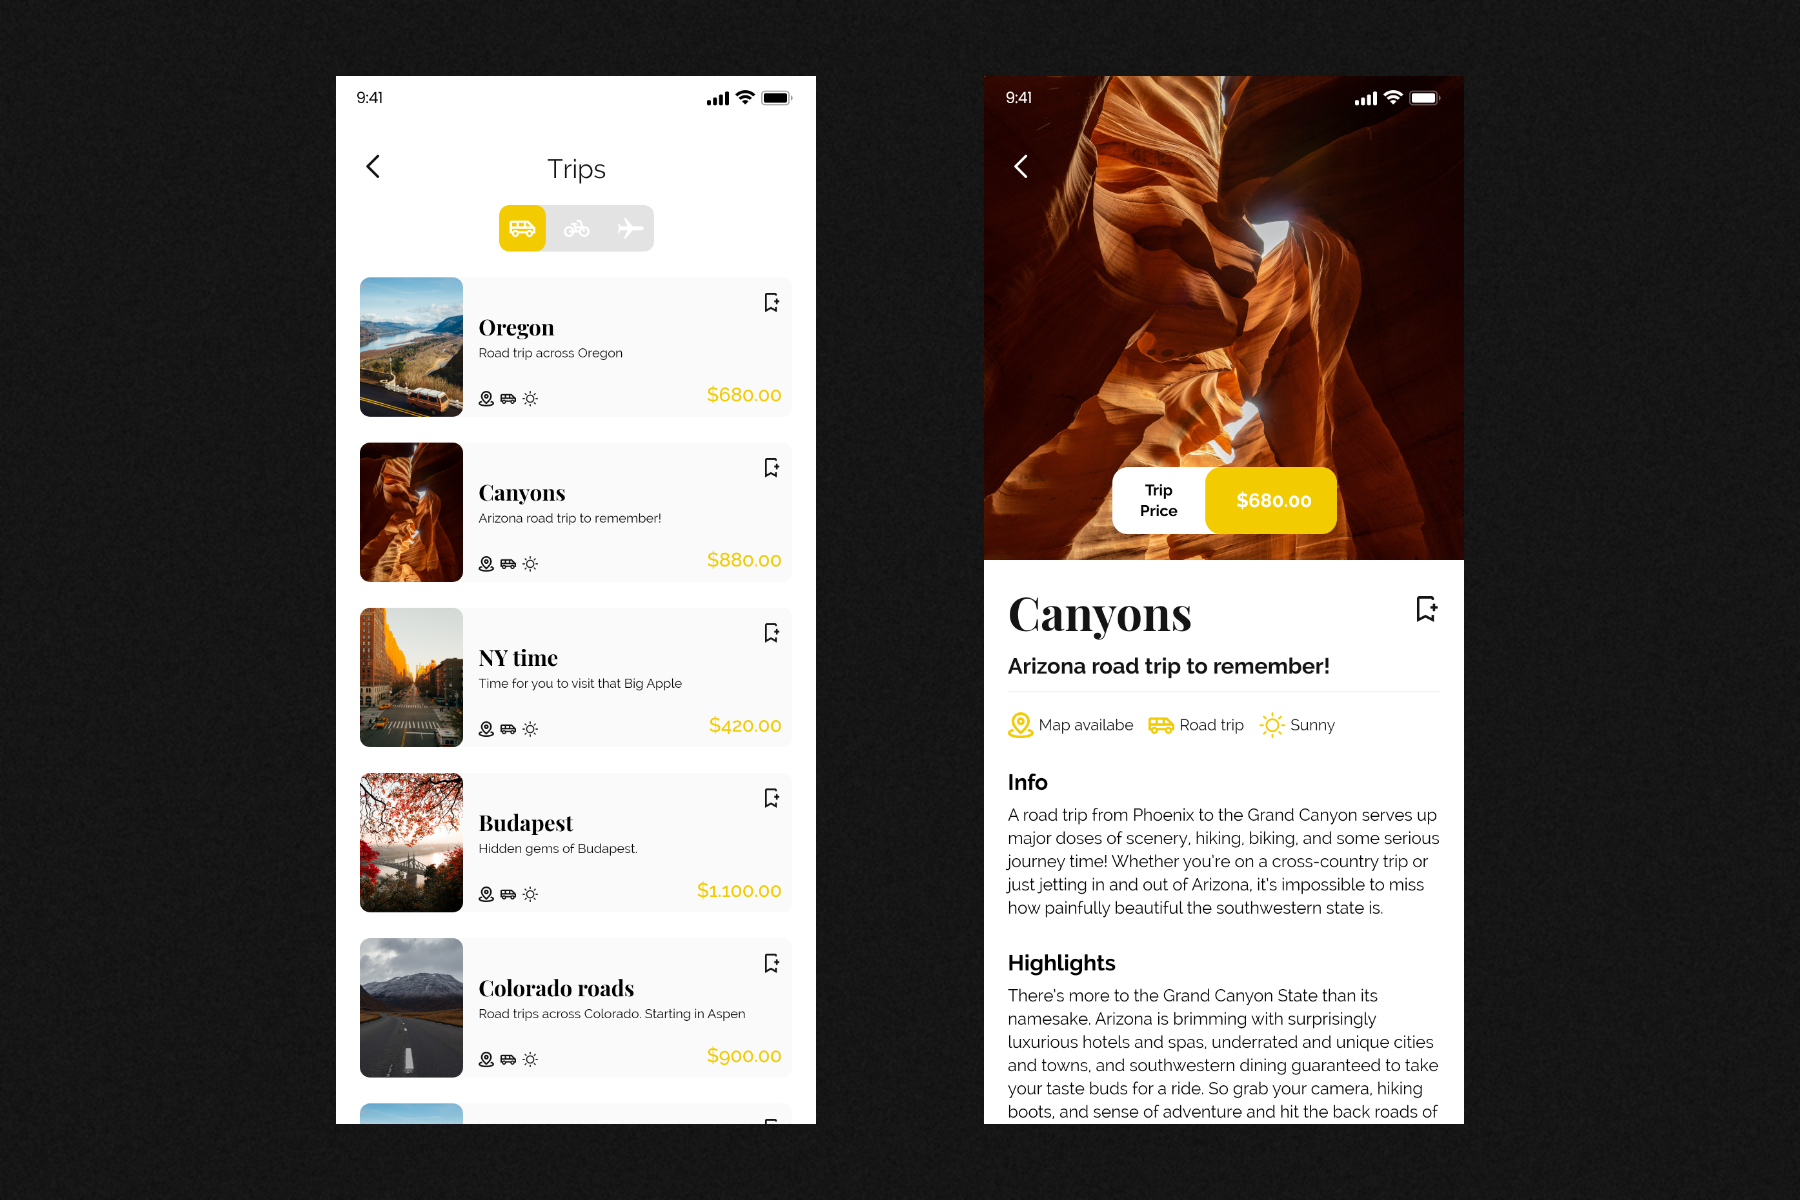 9:41
Trips
Oregon
Road trip across Oregon
$680.00
Canyons
Arizona road trip to remember!
$880.00
NY time
Time for you to visit that Big Apple
$420.00
Budapest
Hidden gems of Budapest.
$1.100.00
Colorado roads
Road trips across Colorado. Starting in Aspen
$900.00
9:41
Trip
Price
$680.00
Canyons
Arizona road trip to remember!
Map availabe Road trip Sunny
Info
A road trip from Phoenix to the Grand Canyon serves up
major doses of scenery, hiking, biking, and some serious
journey time! Whether you're on a cross-country trip or
just jetting in and out of Arizona, it's impossible to miss
how painfully beautiful the southwestern state is.
Highlights
There's more to the Grand Canyon State than its
namesake. Arizona is brimming with surprisingly
luxurious hotels and spas, underrated and unique cities
and towns, and southwestern dining guaranteed to take
your taste buds for a ride. So grab your camera, hiking
boots, and sense of adventure and hit the back roads of